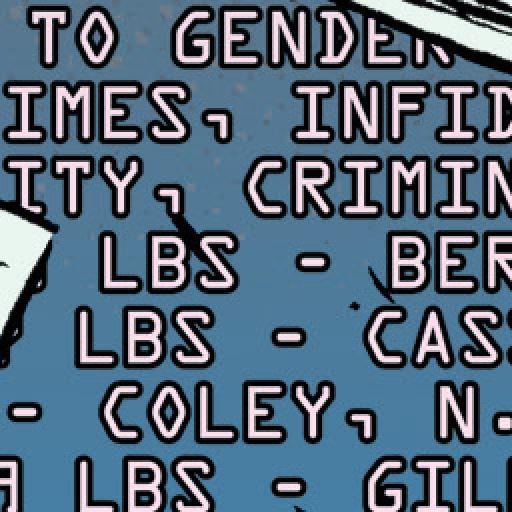 TO GENDER
IMES, INFID
ITY, CRIMIN
LBS - BER
LBS - CAS
- COLEY, N.
A LBS - GIL